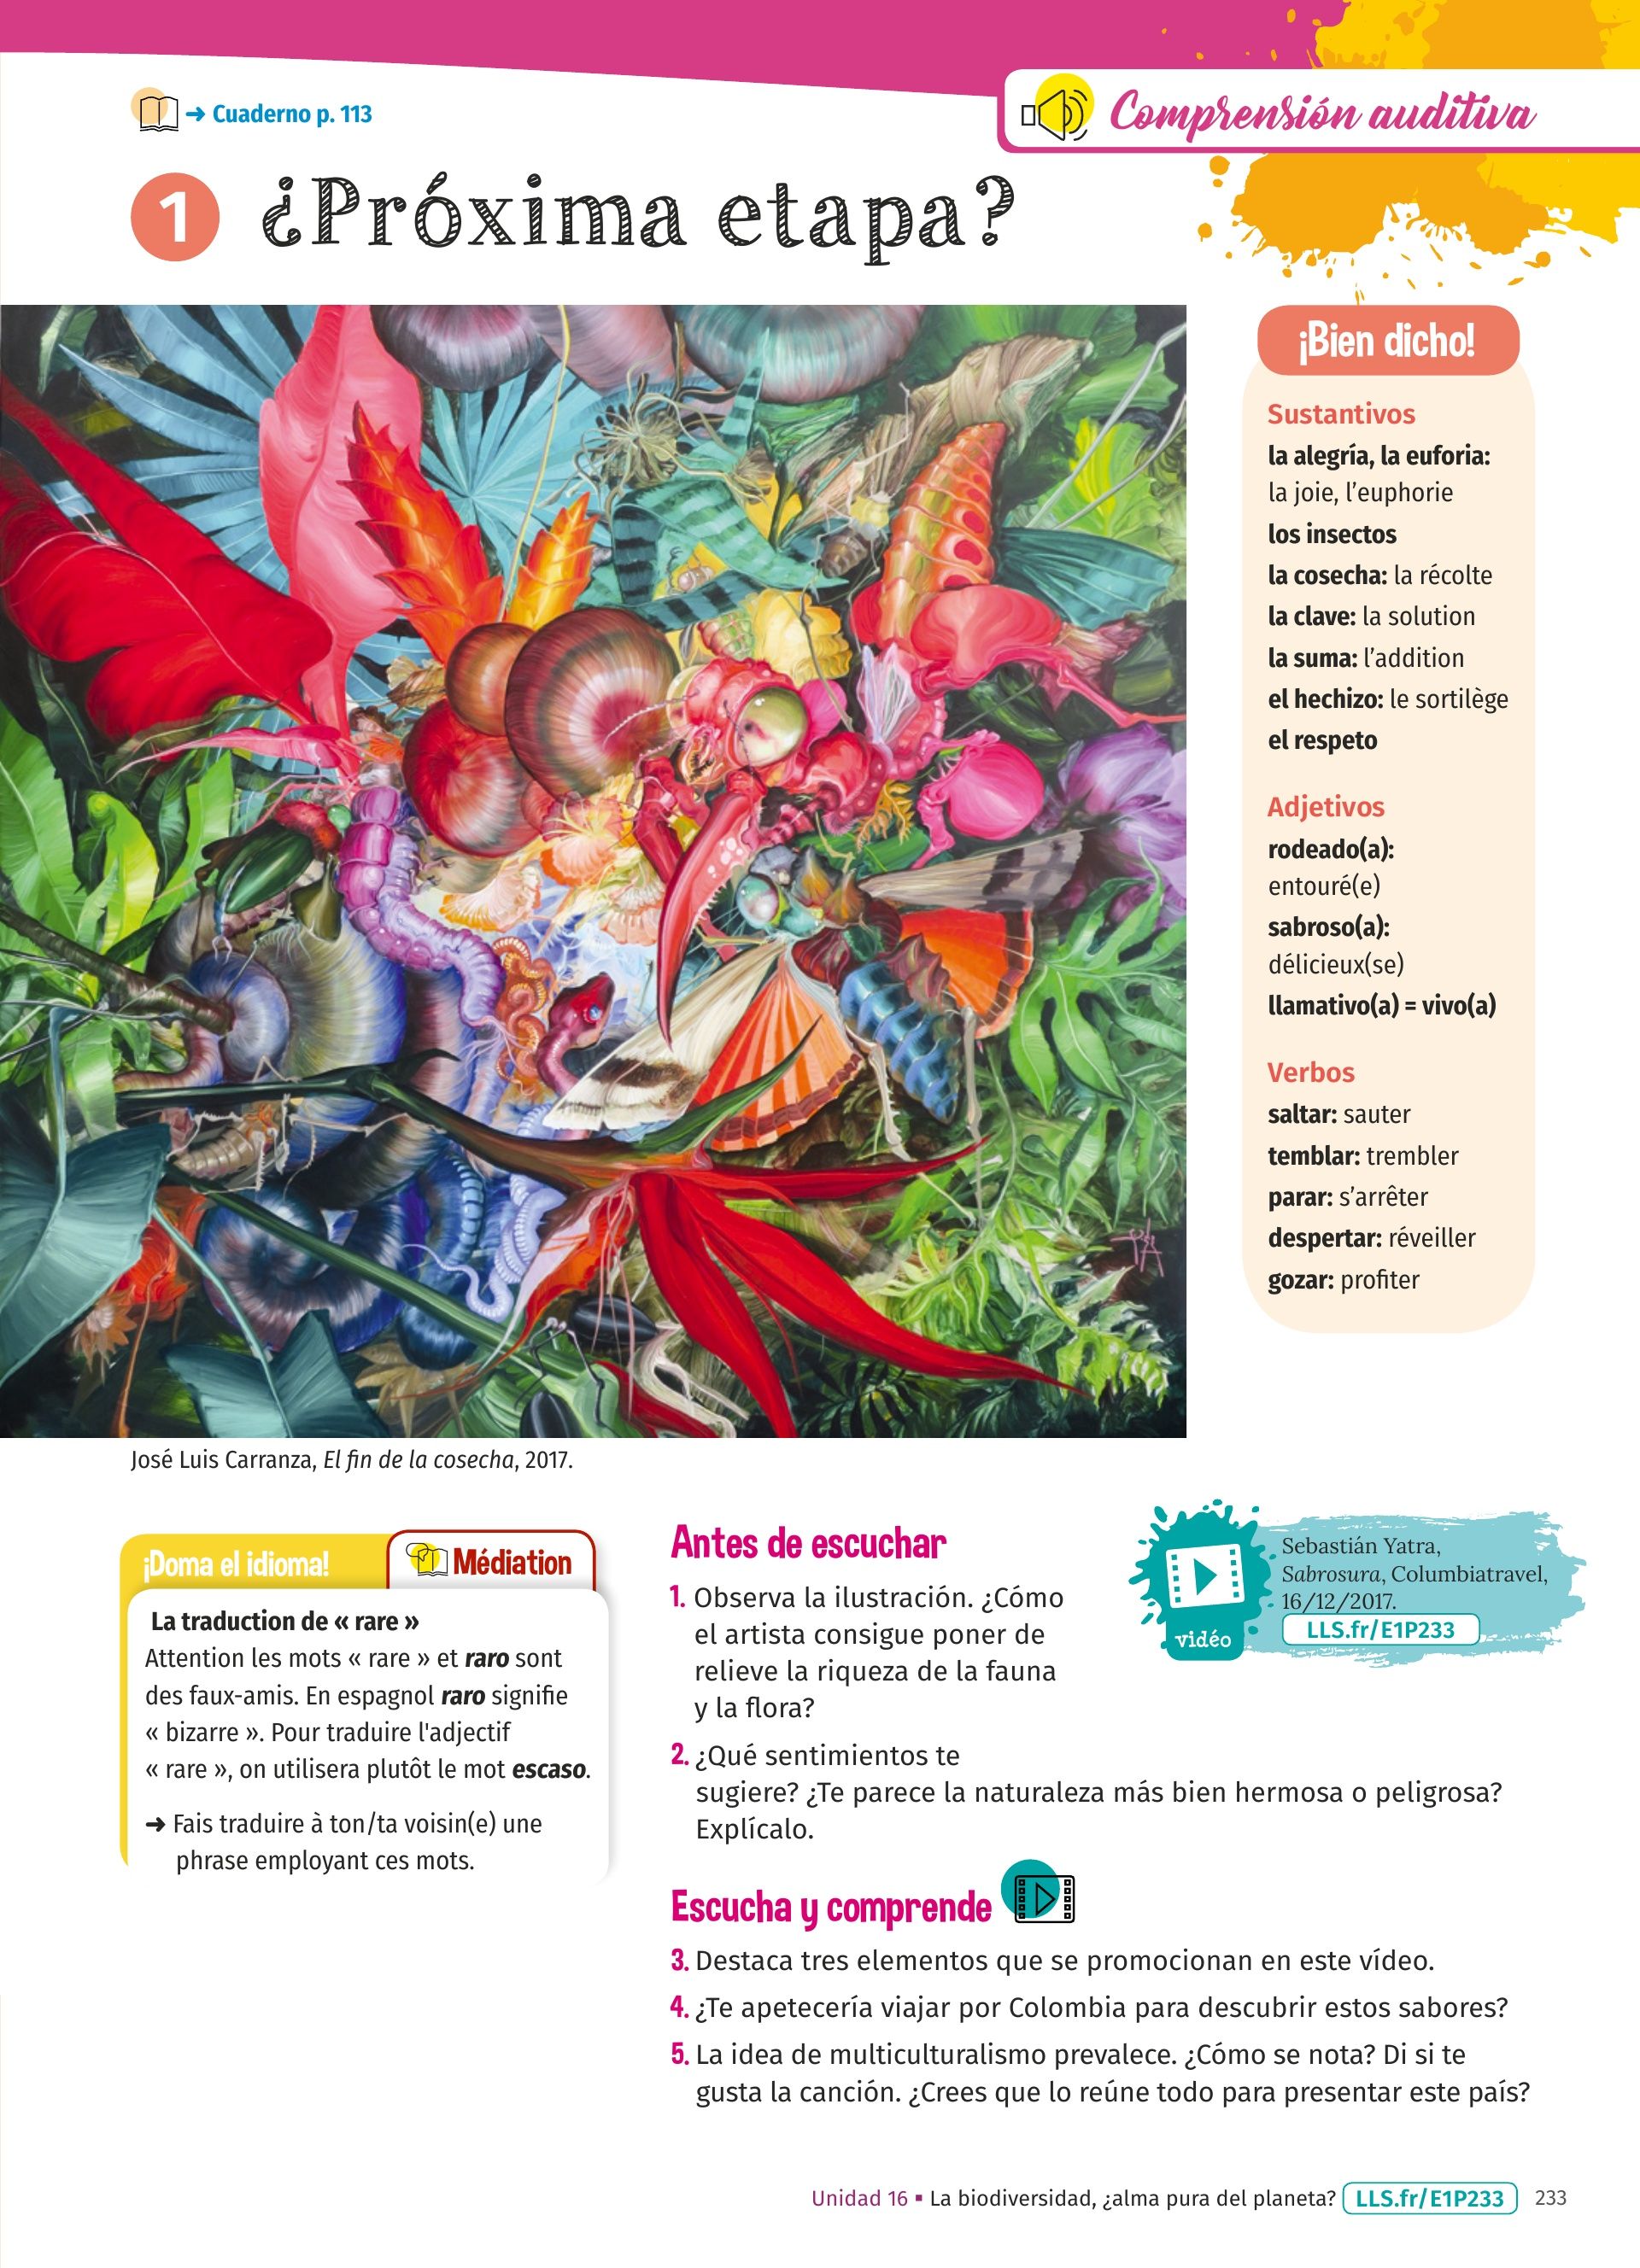 ➜ Cuaderno p. 113
Comprensión auditiva
1 ¿Próxima etapa?
¡Bien dicho!
Sustantivos
la alegría, la euforia:
la joie, l’euphorie
los insectos
la cosecha: la récolte
la clave: la solution
la suma: l’addition
el hechizo: le sortilège
el respeto
Adjetivos
rodeado(a):
entouré(e)
sabroso(a):
délicieux(se)
llamativo(a) = vivo(a)
Verbos
saltar: sauter
temblar: trembler
parar: s’arrêter
despertar: réveiller
gozar: profiter
José Luis Carranza, El fin de la cosecha, 2017.
¡Doma el idioma!
Médiation
La traduction de « rare »
Attention les mots « rare » et raro sont
des faux-amis. En espagnol raro signifie
« bizarre ». Pour traduire l'adjectif
« rare », on utilisera plutôt le mot escaso.
➜ Fais traduire à ton/ta voisin(e) une
phrase employant ces mots.
Antes de escuchar
1. Observa la ilustración. ¿Cómo
el artista consigue poner de
relieve la riqueza de la fauna
y la flora?
2. ¿Qué sentimientos te
sugiere? ¿Te parece la naturaleza más bien hermosa o peligrosa?
Explícalo.
vidéo
Sebastián Yatra,
Sabrosura, Columbiatravel,
16/12/2017.
LLS.fr/E1P233
Escucha y comprende
3. Destaca tres elementos que se promocionan en este vídeo.
4. ¿Te apetecería viajar por Colombia para descubrir estos sabores?
5. La idea de multiculturalismo prevalece. ¿Cómo se nota? Di si te
gusta la canción. ¿Crees que lo reúne todo para presentar este país?
Unidad 16 ▪ La biodiversidad, ¿alma pura del planeta? LLS.fr/E1P233 233